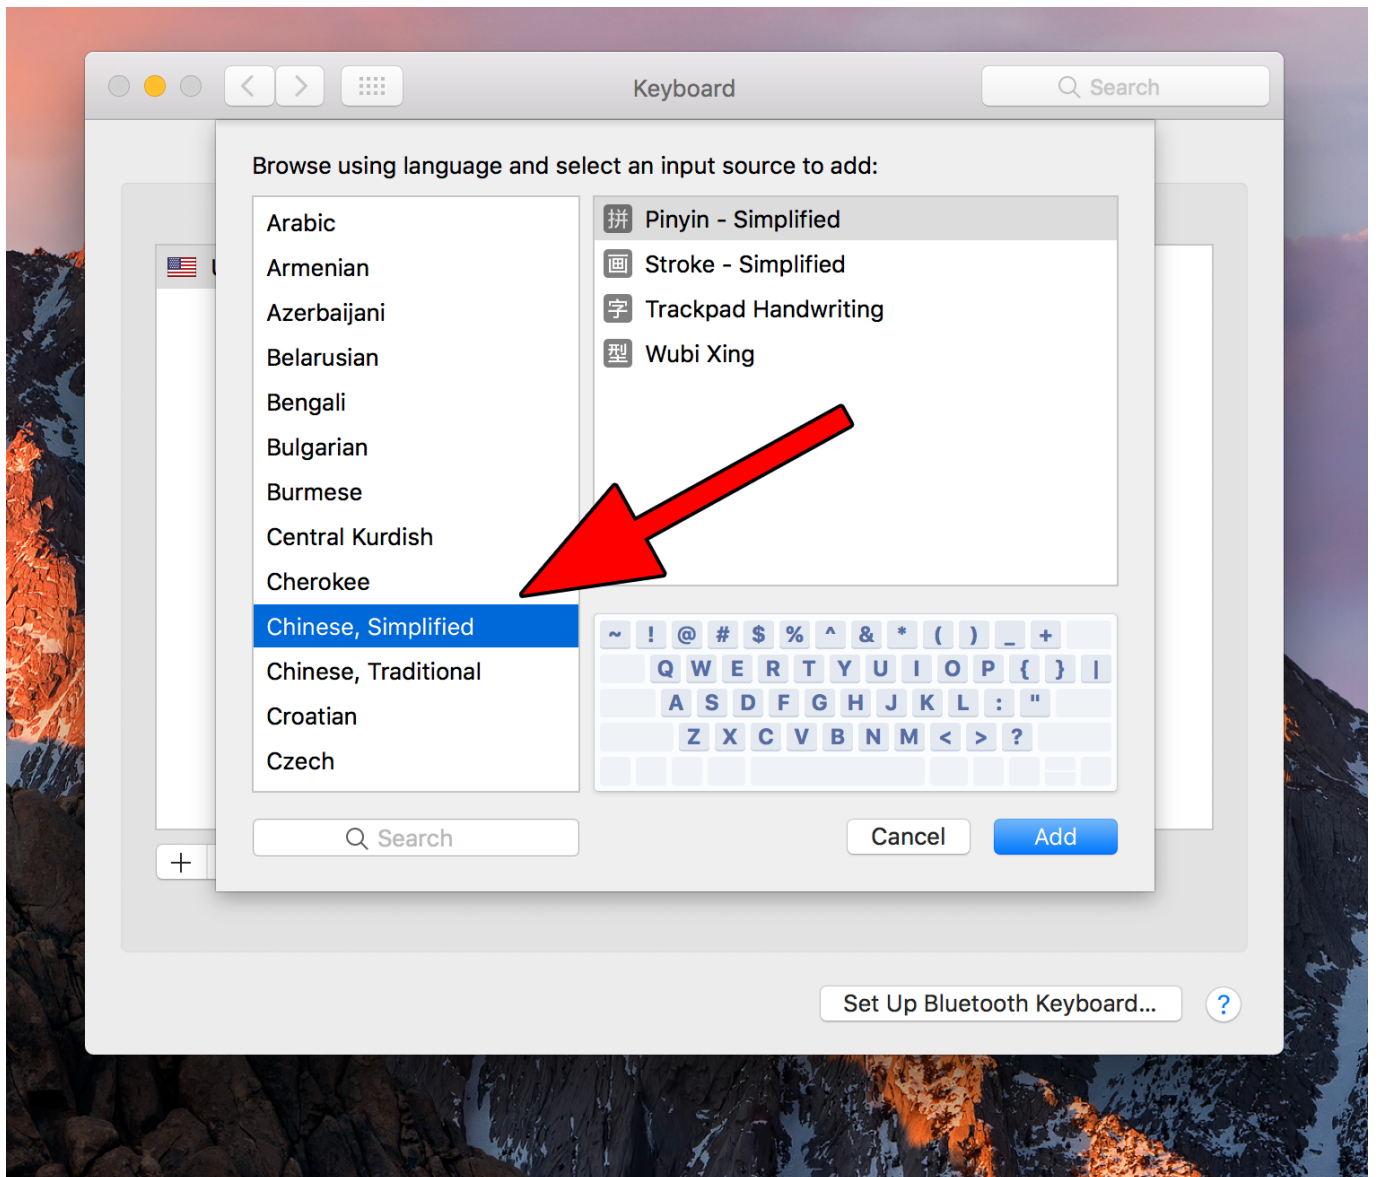 Keyboard
Search
Browse using language and select an input source to add:
Arabic
Armenian
Azerbaijani
Belarusian
Bengali
Bulgarian
Burmese
Central Kurdish
Cherokee
Chinese, Simplified
Chinese, Traditional
Croatian
Czech
拼 Pinyin - Simplified
画 Stroke - Simplified
字 Trackpad Handwriting
型 Wubi Xing
~ ! @ # $ % ^ & * ( ) _ +
Q W E R T Y U I O P { } |
A S D F G H J K L : "
Z X C V B N M < > ?
Search
Cancel
Add
Set Up Bluetooth Keyboard...
?